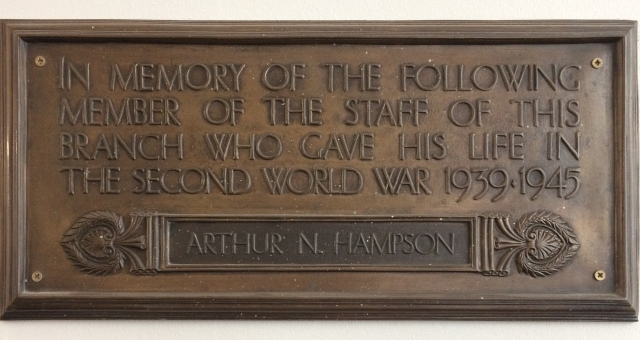 IN MEMORY OF THE FOLLOWING
MEMBER OF THE STAFF OF THIS
BRANCH WHO GAVE HIS LIFE IN
THE SECOND WORLD WAR 1939·1945
ARTHUR N. HAMPSON